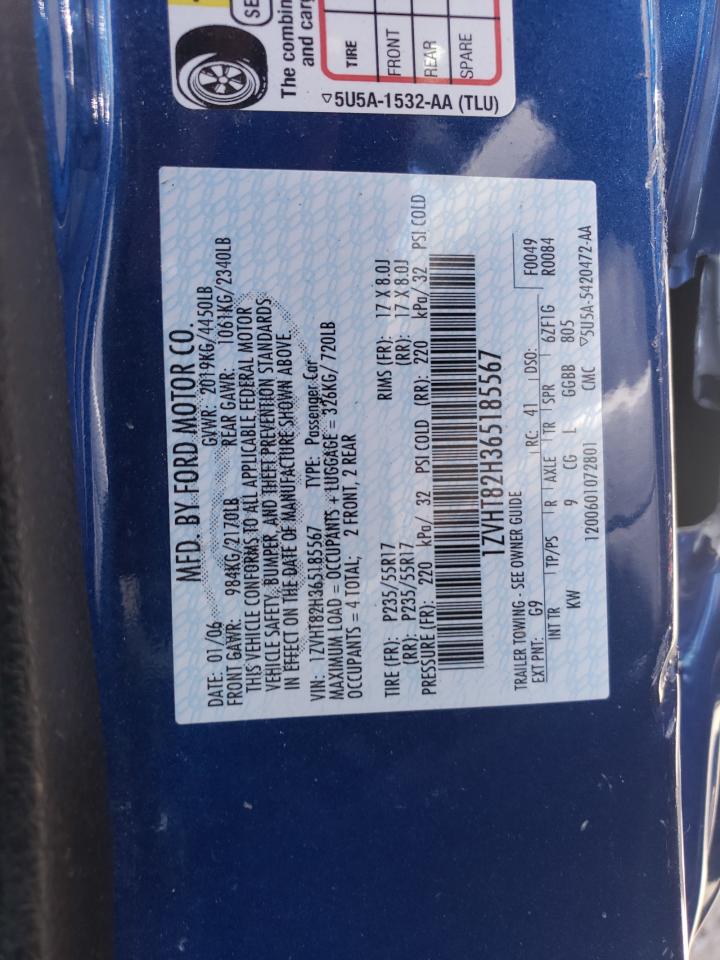 SE
The combin
and carg
TIRE
FRONT
REAR
SPARE
▽5U5A-1532-AA (TLU)
MFD. BY FORD MOTOR CO.
DATE: 01/06 GVWR: 2019KG/4450LB
FRONT GAWR: 984KG/2170LB REAR GAWR: 1061KG/2340LB
THIS VEHICLE CONFORMS TO ALL APPLICABLE FEDERAL MOTOR
VEHICLE SAFETY, BUMPER, AND THEFT PREVENTION STANDARDS
IN EFFECT ON THE DATE OF MANUFACTURE SHOWN ABOVE.
VIN: 1ZVHT82H365185567 TYPE: Passenger Car
MAXIMUM LOAD = OCCUPANTS + LUGGAGE = 326KG/ 720LB
OCCUPANTS = 4 TOTAL; 2 FRONT, 2 REAR
TIRE (FR): P235/55R17 RIMS (FR): 17 X 8.0J
(RR): P235/55R17 (RR): 17 X 8.0J
PRESSURE (FR): 220 kPa/ 32 PSI COLD (RR): 220 kPa/ 32 PSI COLD
1ZVHT82H365185567
TRAILER TOWING - SEE OWNER GUIDE
EXT PNT: G9 RC: 41 DSO: F0049
INT TR TP/PS R AXLE TR SPR 6ZF1G R0084
KW 9 CG L GGBB 805
1200601072801 CMC ▽5U5A-5420472-AA